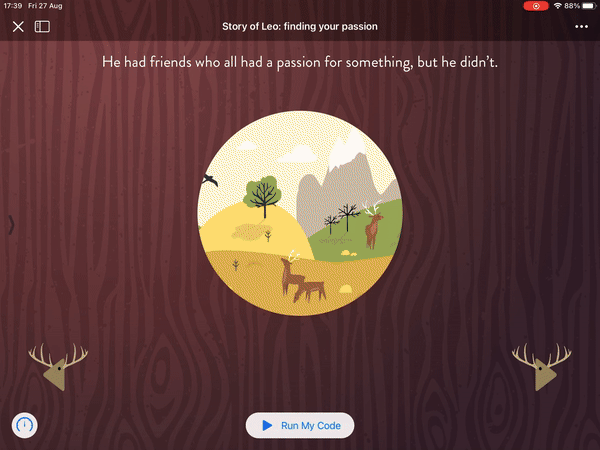 17:39 Fri 27 Aug 88%
Story of Leo: finding your passion
He had friends who all had a passion for something, but he didn't.
Run My Code